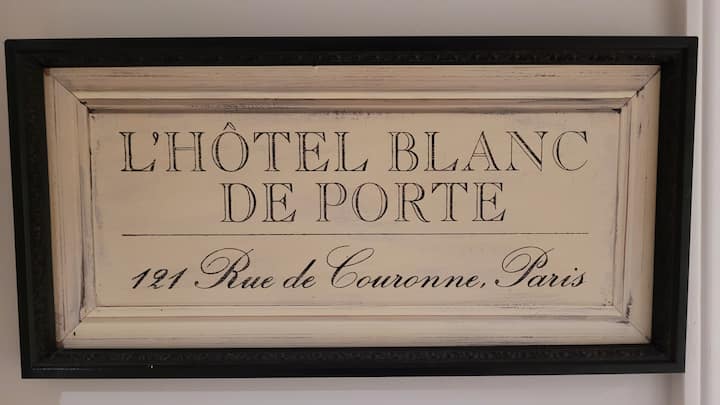 L'HÔTEL BLANC
DE PORTE
121 Rue de Couronne, Paris